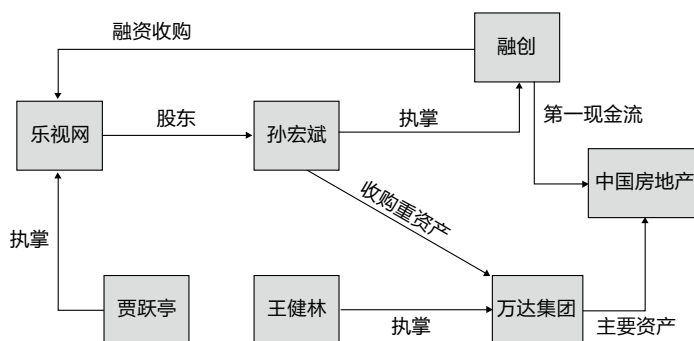 融资收购
融创
乐视网
股东
孙宏斌
执掌
第一现金流
中国房地产
收购重资产
执掌
贾跃亭
王健林
执掌
万达集团
主要资产